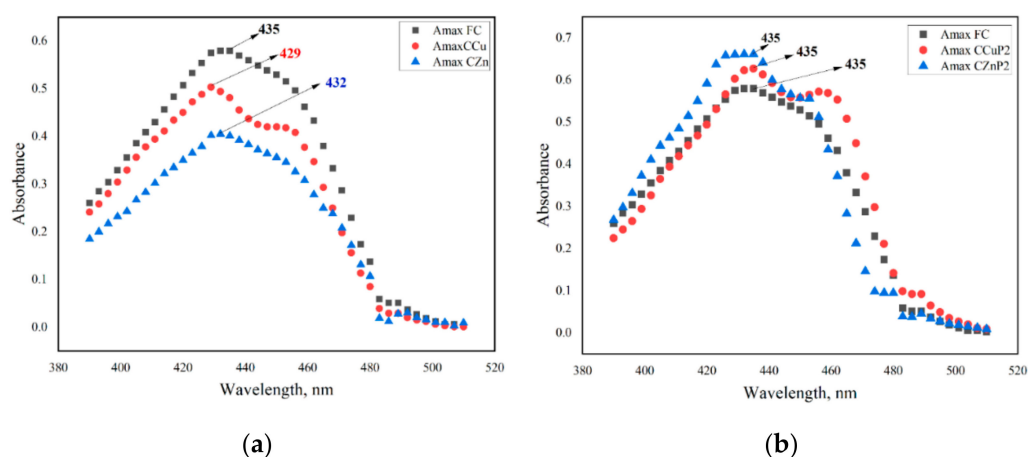 Amax FC
AmaxCCu
Amax CZn
435
429
432
0.6
0.5
0.4
0.3
0.2
0.1
0.0
Absorbance
380 400 420 440 460 480 500 520
Wavelength, nm
(a)
Amax FC
Amax CCuP2
Amax CZnP2
435
435
435
0.7
0.6
0.5
0.4
0.3
0.2
0.1
0.0
Absorbance
380 400 420 440 460 480 500 520
Wavelength, nm
(b)